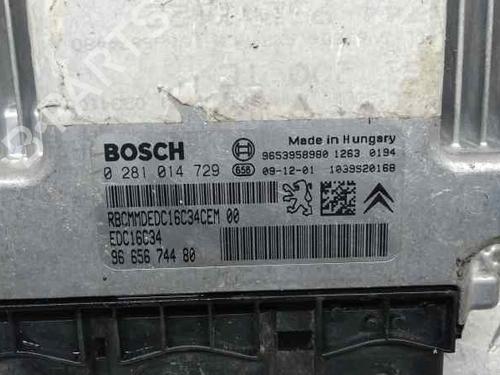 BOSCH
Made in Hungary
9653958980 1263 0194
0 281 014 729
656
09-12-01 1039S20168
RBCMMDEDC16C34CEM 00
EDC16C34
96 656 744 80